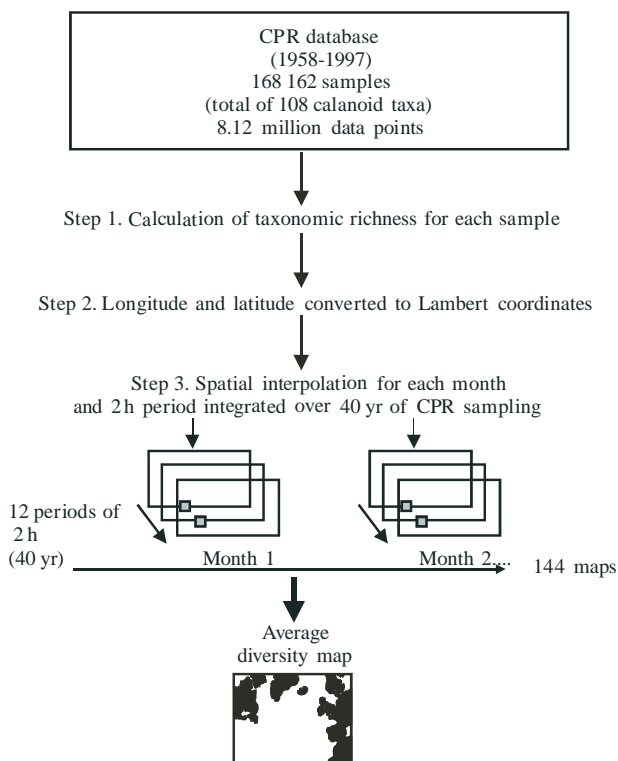 CPR database
(1958-1997)
168 162 samples
(total of 108 calanoid taxa)
8.12 million data points
Step 1. Calculation of taxonomic richness for each sample
Step 2. Longitude and latitude converted to Lambert coordinates
Step 3. Spatial interpolation for each month
and 2h period integrated over 40 yr of CPR sampling
12 periods of
2 h
(40 yr)
Month 1
Month 2....
144 maps
Average
diversity map